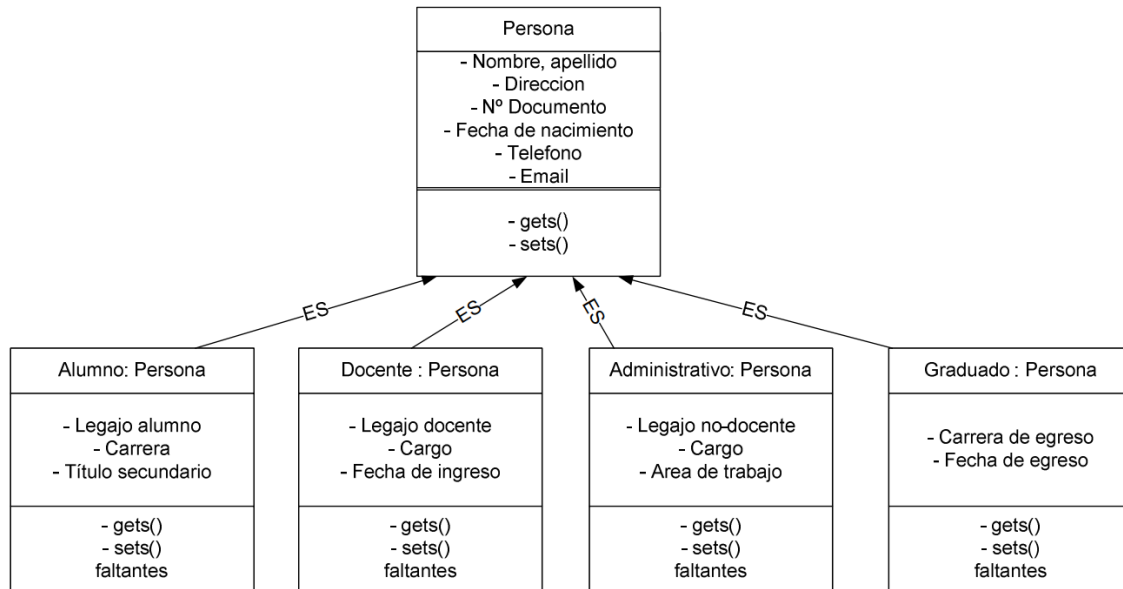 Persona
- Nombre, apellido
- Direccion
- Nº Documento
- Fecha de nacimiento
- Telefono
- Email
- gets()
- sets()
ES
ES
ES
ES
Alumno: Persona
- Legajo alumno
- Carrera
- Título secundario
- gets()
- sets()
faltantes
Docente : Persona
- Legajo docente
- Cargo
- Fecha de ingreso
- gets()
- sets()
faltantes
Administrativo: Persona
- Legajo no-docente
- Cargo
- Area de trabajo
- gets()
- sets()
faltantes
Graduado : Persona
- Carrera de egreso
- Fecha de egreso
- gets()
- sets()
faltantes